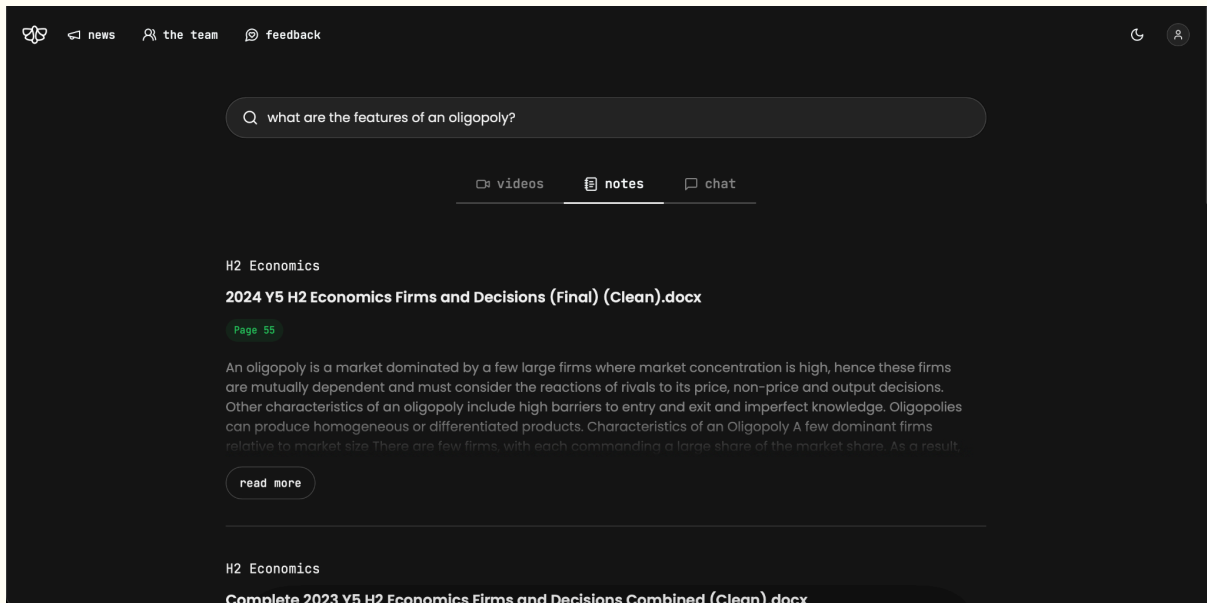 news the team feedback
what are the features of an oligopoly?
videos notes chat
H2 Economics
2024 Y5 H2 Economics Firms and Decisions (Final) (Clean).docx
Page 55
An oligopoly is a market dominated by a few large firms where market concentration is high, hence these firms
are mutually dependent and must consider the reactions of rivals to its price, non-price and output decisions.
Other characteristics of an oligopoly include high barriers to entry and exit and imperfect knowledge. Oligopolies
can produce homogeneous or differentiated products. Characteristics of an Oligopoly A few dominant firms
relative to market size There are few firms, with each commanding a large share of the market share. As a result,
read more
H2 Economics
Complete 2023 Y5 H2 Economics Firms and Decisions Combined (Clean).docx